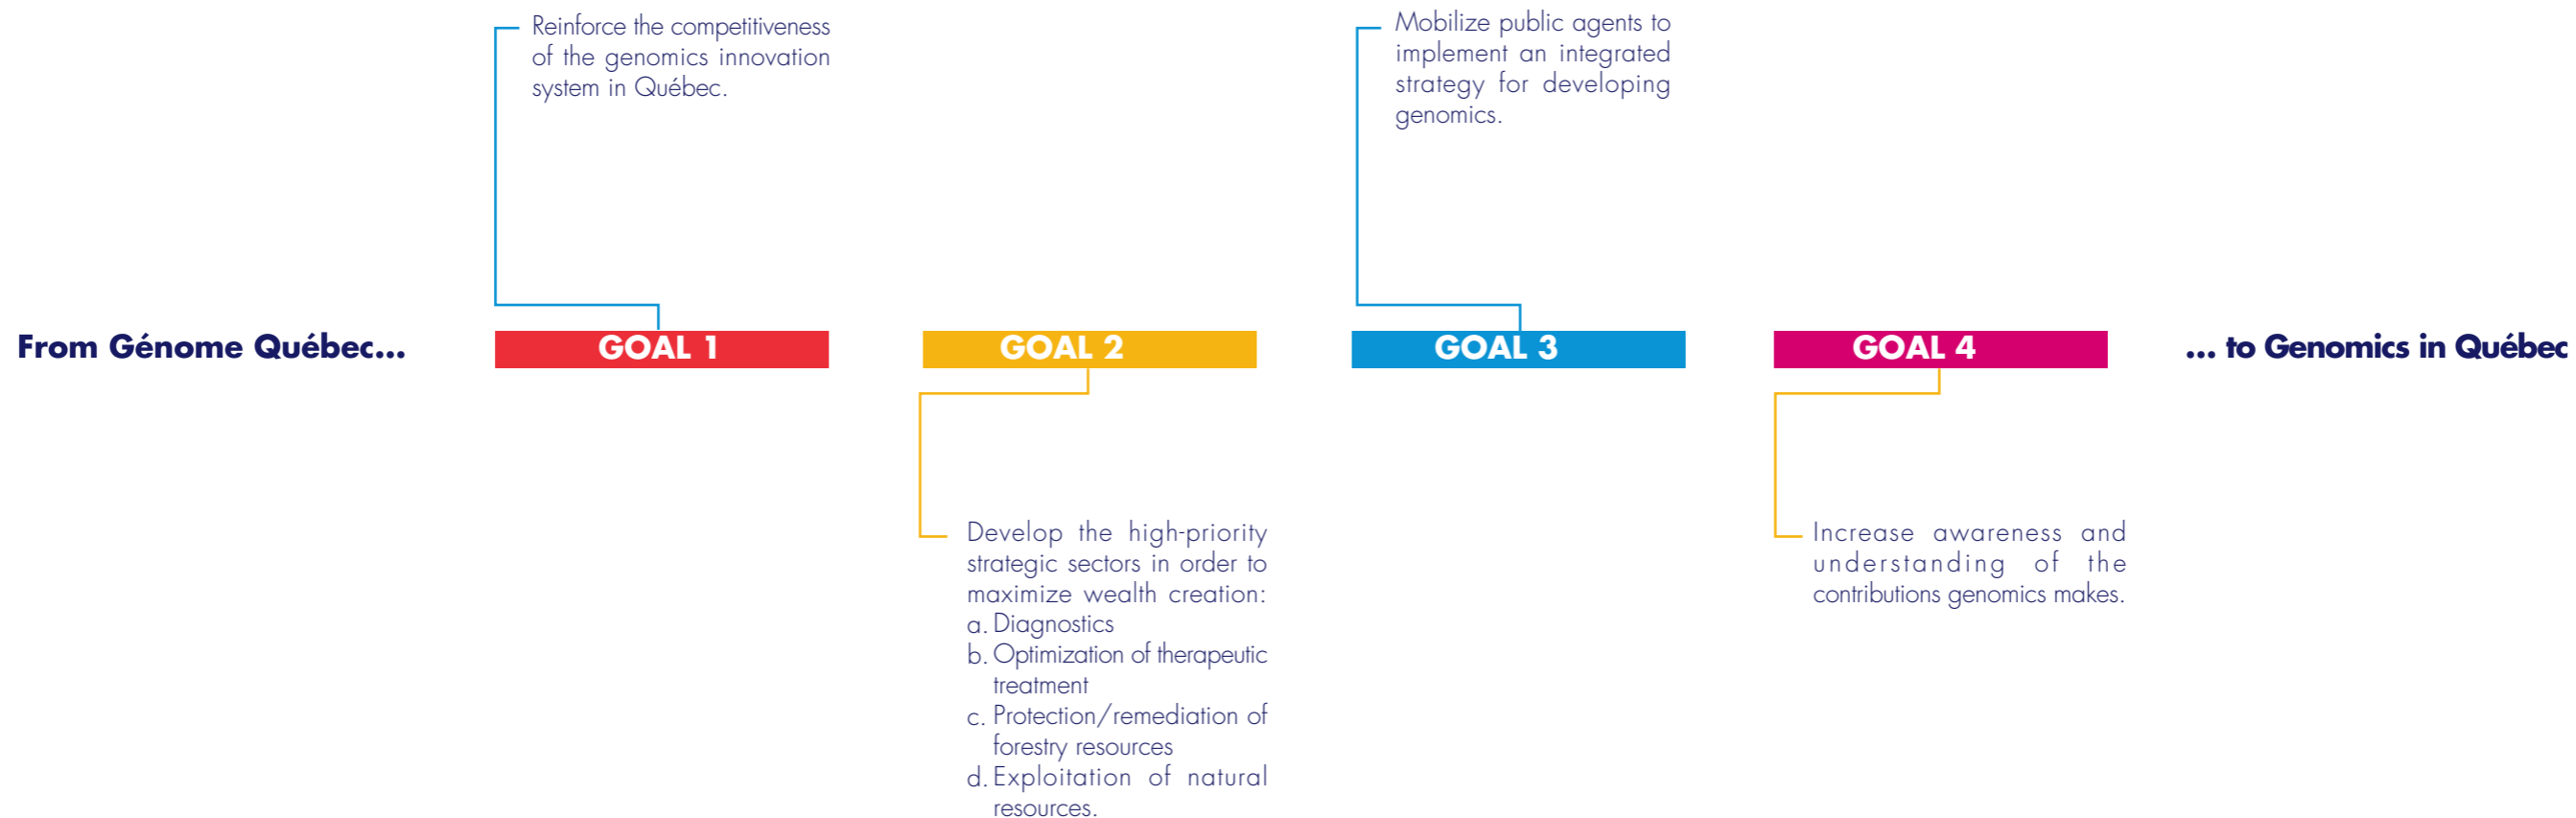 Reinforce the competitiveness
of the genomics innovation
system in Québec.
Mobilize public agents to
implement an integrated
strategy for developing
genomics.
From Génome Québec...
GOAL 1
GOAL 2
GOAL 3
GOAL 4
... to Genomics in Québec
Develop the high-priority
strategic sectors in order to
maximize wealth creation:
a. Diagnostics
b. Optimization of therapeutic
treatment
c. Protection/remediation of
forestry resources
d. Exploitation of natural
resources.
Increase awareness and
understanding of the
contributions genomics makes.